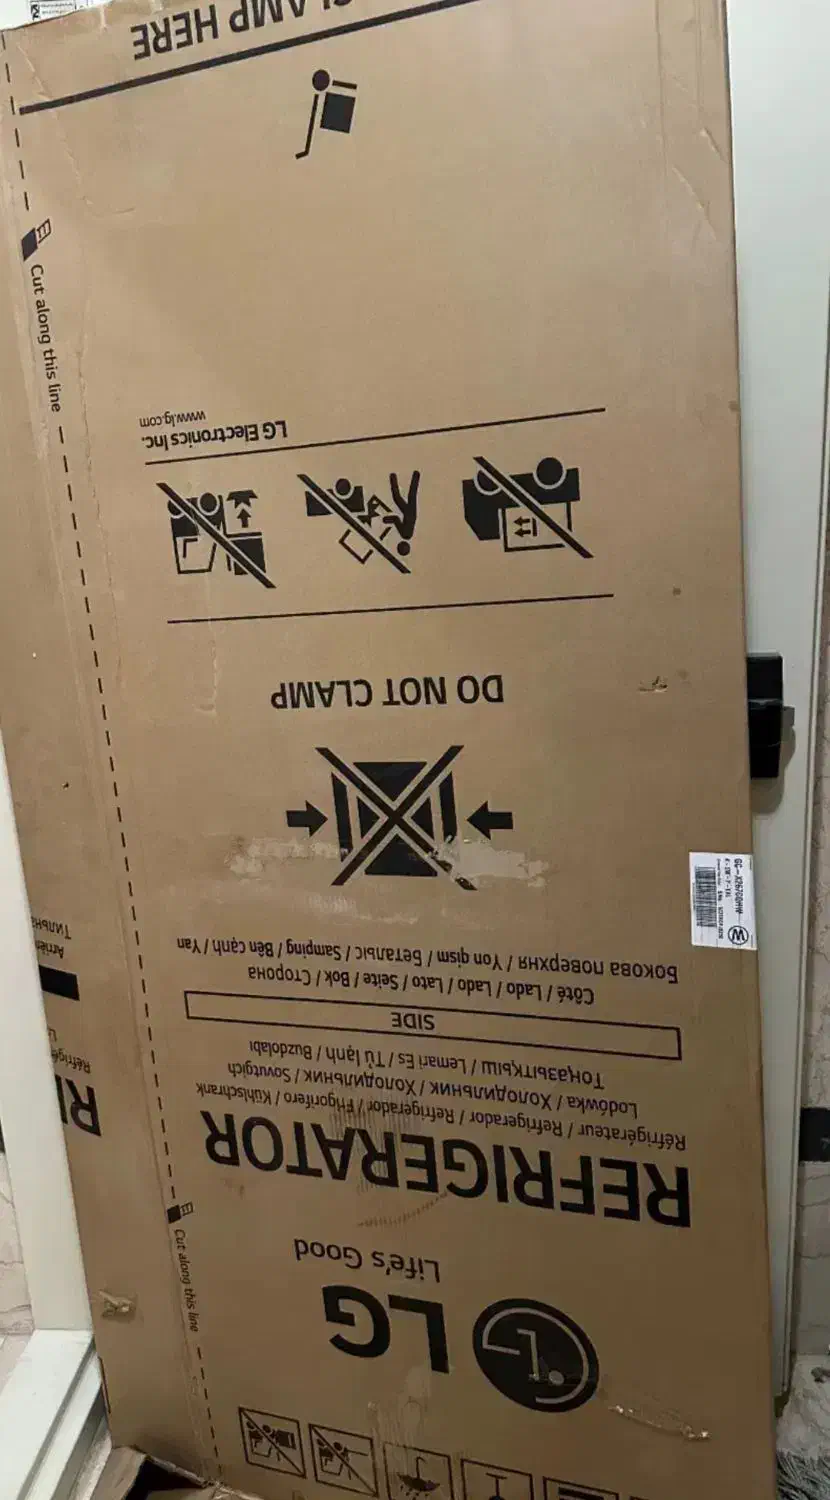 LG
Life's Good
REFRIGERATOR
Réfrigérateur / Refrigerador / Refrigerador / Frigorifero / Kühlschrank
Lodówka / Холодильник / Холодильник / Sovutgich
Тоңазытқыш / Lemari Es / Tủ lạnh / Buzdolabı
SIDE
Côté / Lado / Lado / Lato / Seite / Bok / Сторона
Бокова поверхня / Yon qism / Беталыс / Samping / Bên cạnh / Yan
DO NOT CLAMP
LG Electronics Inc.
www.lg.com
CLAMP HERE
Cut along this line
Cut along this line